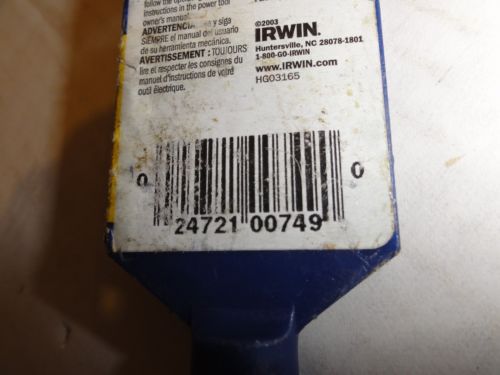 follow the
instructions in the power tool
owner's manual.
ADVERTENCIA: y siga
SIEMPRE el manual del usuario
de su herramienta mecánica.
AVERTISSEMENT : TOUJOURS
lire et respecter les consignes du
manuel d'instructions de votre
outil électrique.
©2003
IRWIN.
Huntersville, NC 28078-1801
1-800-GO-IRWIN
www.IRWIN.com
HG03165
0 24721 00749 0